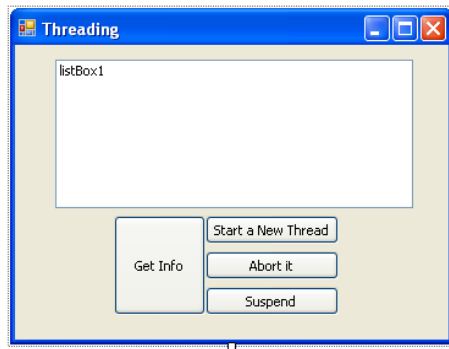 Threading
listBox1
Start a New Thread
Get Info
Abort it
Suspend